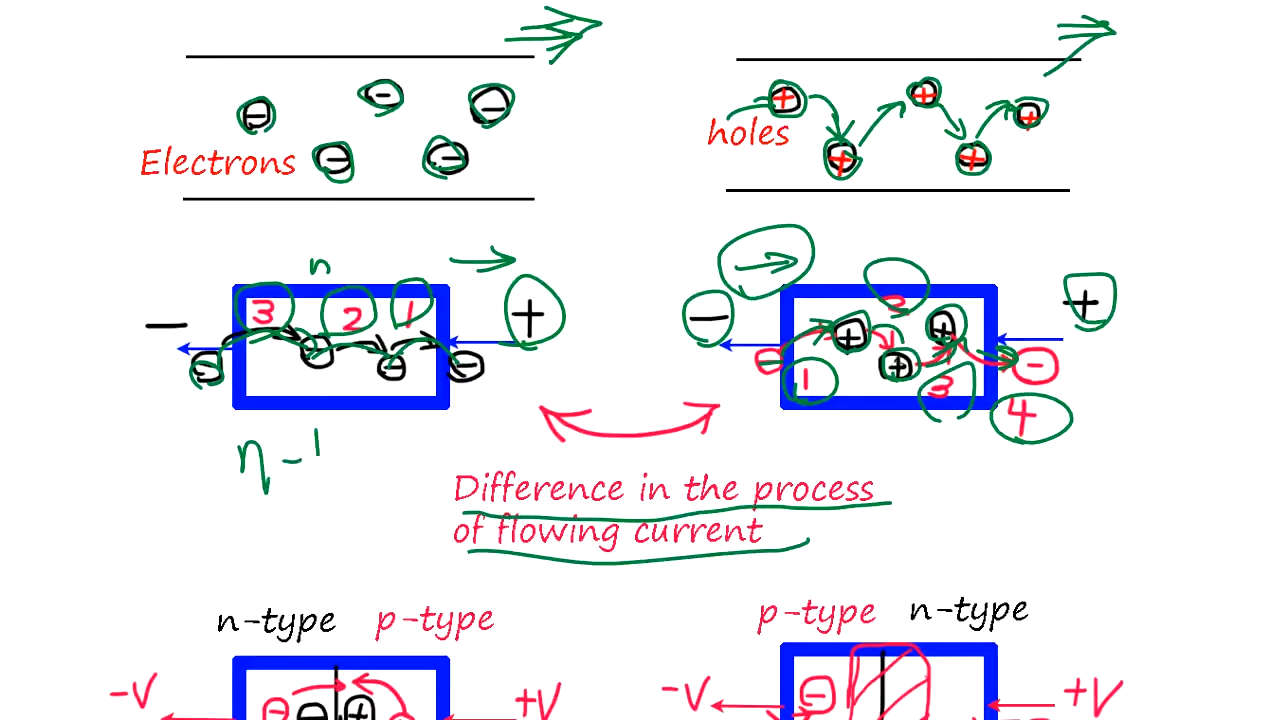 Electrons
holes
n
3 2 1
2
− +
− +
1 3
4
n-1
Difference in the process
of flowing current
n-type p-type
p-type n-type
-V +V
-V +V